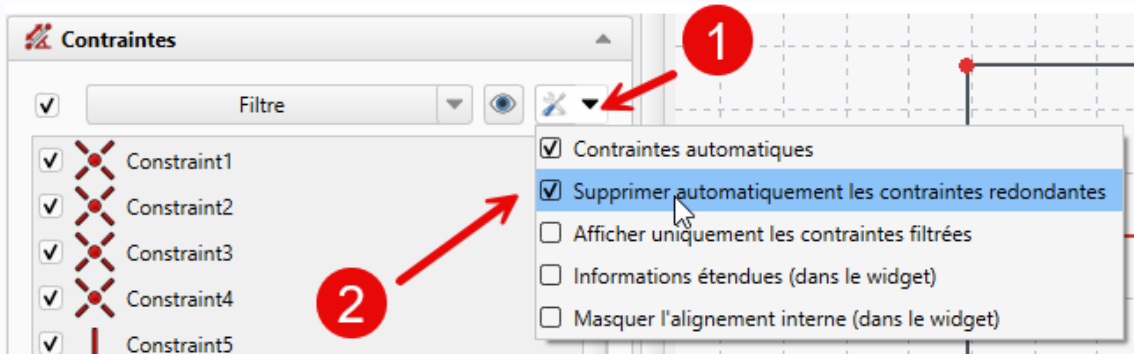 Contraintes
1
Filtre
Contraintes automatiques
Constraint1
Supprimer automatiquement les contraintes redondantes
Constraint2
Afficher uniquement les contraintes filtrées
Constraint3
Informations étendues (dans le widget)
Constraint4
2
Masquer l'alignement interne (dans le widget)
Constraint5